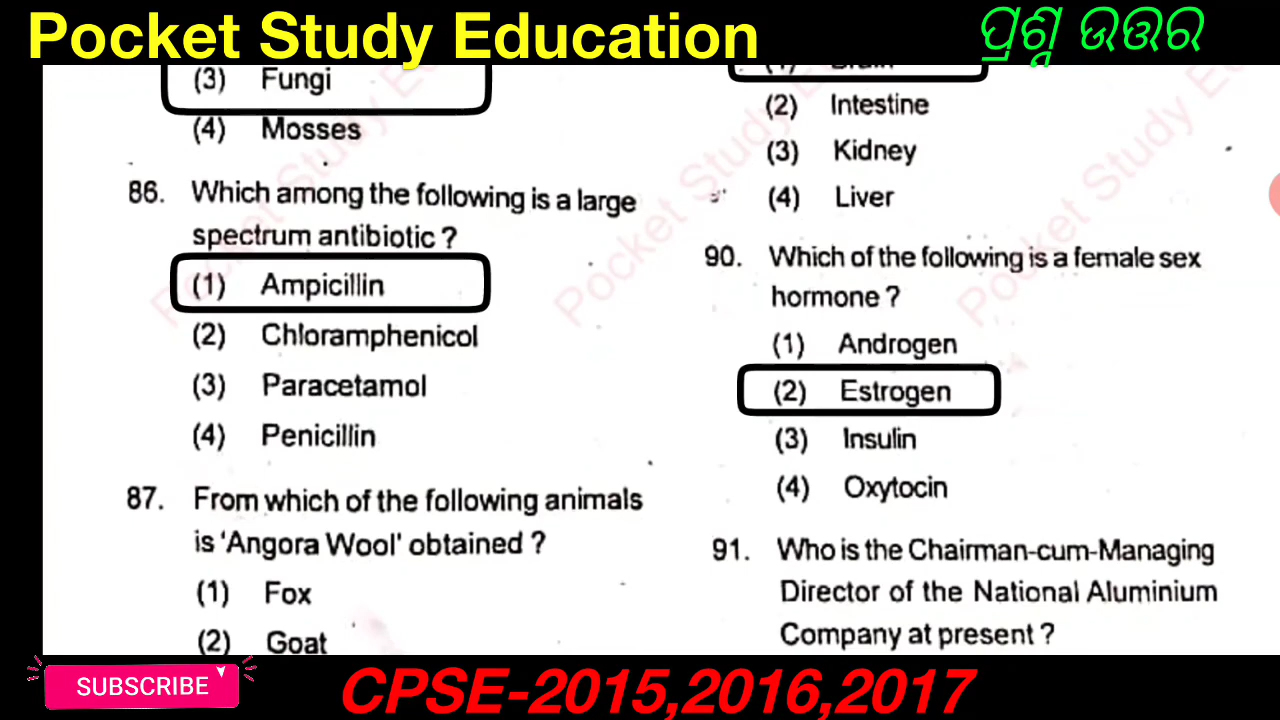 Pocket Study Education
ପ୍ରଶ୍ନ ଉତ୍ତର
(3) Fungi
(4) Mosses
86. Which among the following is a large
spectrum antibiotic ?
(1) Ampicillin
(2) Chloramphenicol
(3) Paracetamol
(4) Penicillin
87. From which of the following animals
is 'Angora Wool' obtained ?
(1) Fox
(2) Goat
(1) Brain
(2) Intestine
(3) Kidney
(4) Liver
90. Which of the following is a female sex
hormone ?
(1) Androgen
(2) Estrogen
(3) Insulin
(4) Oxytocin
91. Who is the Chairman-cum-Managing
Director of the National Aluminium
Company at present ?
SUBSCRIBE
CPSE-2015,2016,2017